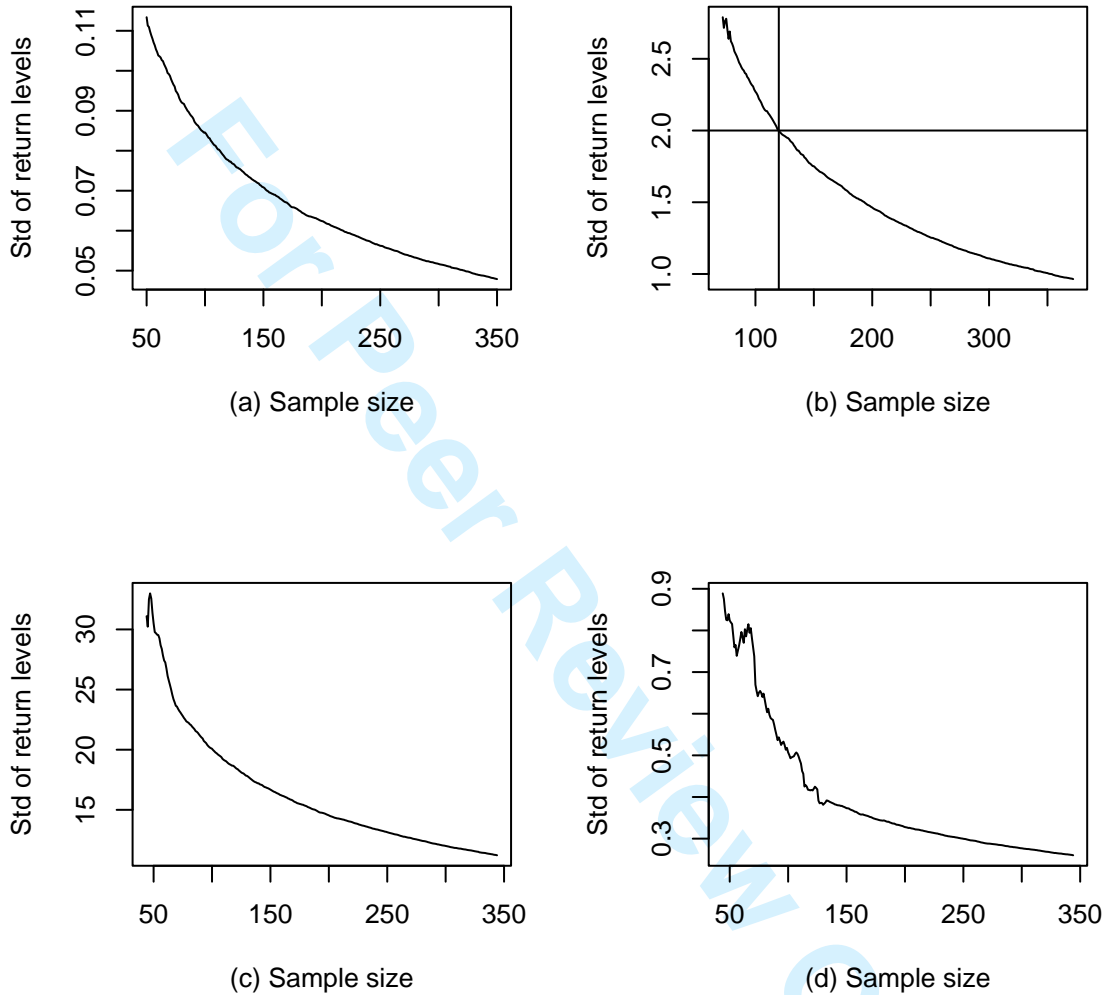 0.05 0.07 0.09 0.11
Std of return levels
50 150 250 350
(a) Sample size
1.0 1.5 2.0 2.5
Std of return levels
100 200 300
(b) Sample size
15 20 25 30
Std of return levels
50 150 250 350
(c) Sample size
0.3 0.5 0.7 0.9
Std of return levels
50 150 250 350
(d) Sample size
For Peer Review